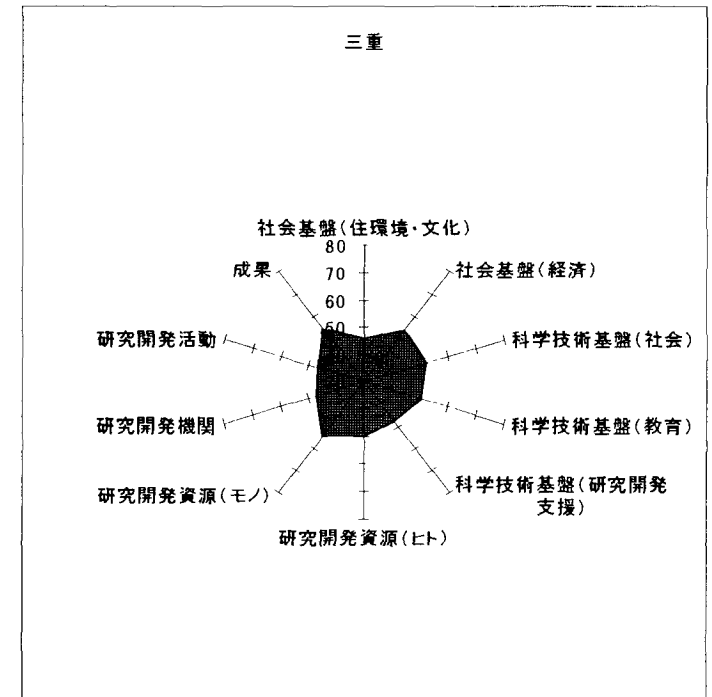 三重
社会基盤(住環境・文化)
80
70
60
50
社会基盤(経済)
科学技術基盤(社会)
科学技術基盤(教育)
科学技術基盤(研究開発
支援)
研究開発資源(ヒト)
研究開発資源(モノ)
研究開発機関
研究開発活動
成果